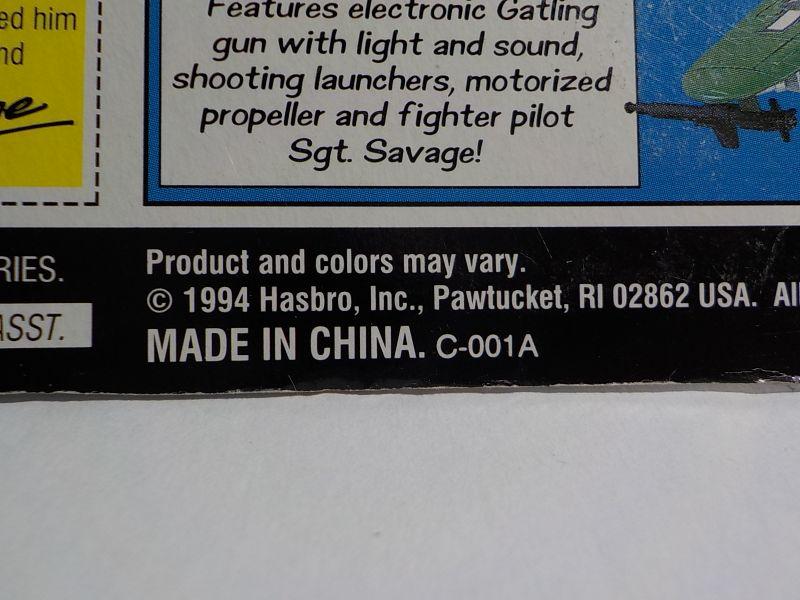 ed him
nd
Features electronic Gatling
gun with light and sound,
shooting launchers, motorized
propeller and fighter pilot
Sgt. Savage!
RIES.
ASST.
Product and colors may vary.
© 1994 Hasbro, Inc., Pawtucket, RI 02862 USA. All
MADE IN CHINA. C-001A